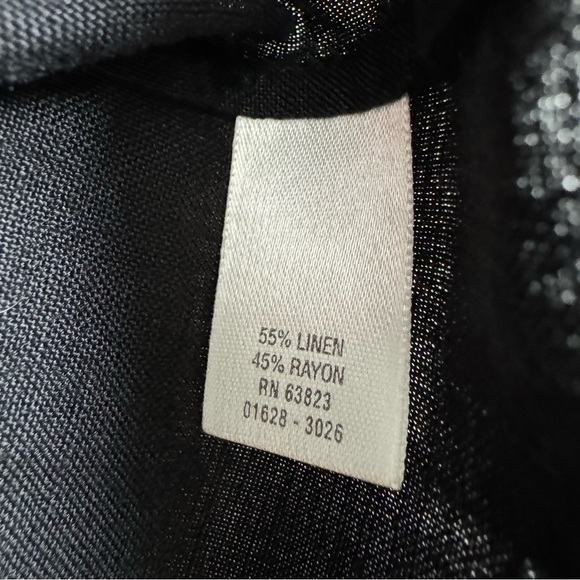 55% LINEN
45% RAYON
RN 63823
01628 - 3026